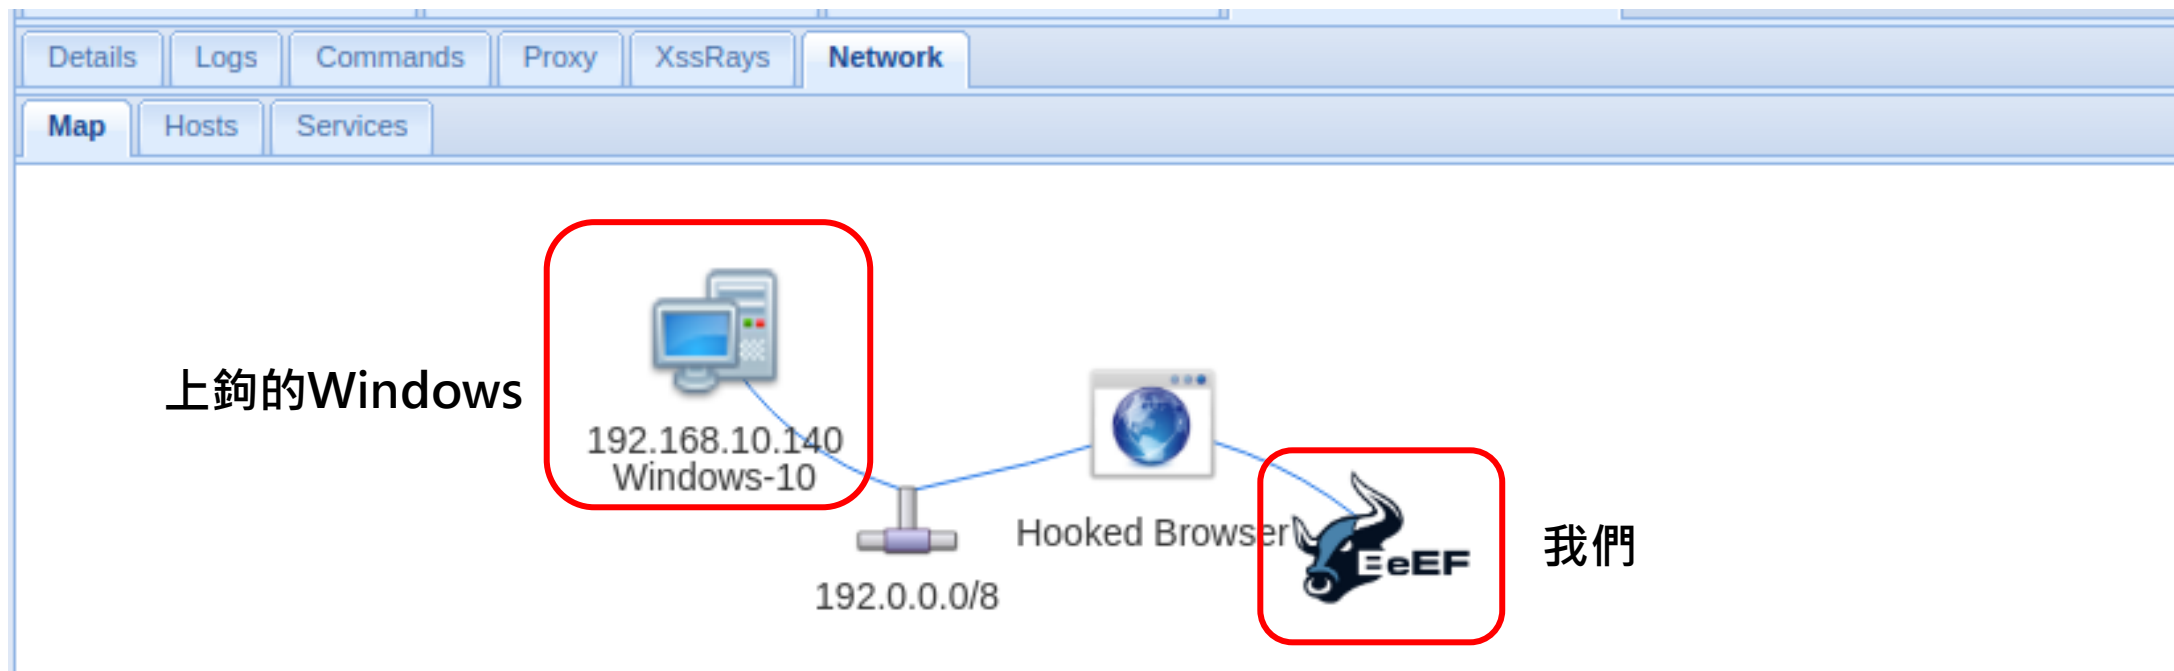 Details Logs Commands Proxy XssRays Network
Map Hosts Services
上鉤的Windows
192.168.10.140
Windows-10
Hooked Browser
BeEF
我們
192.0.0.0/8